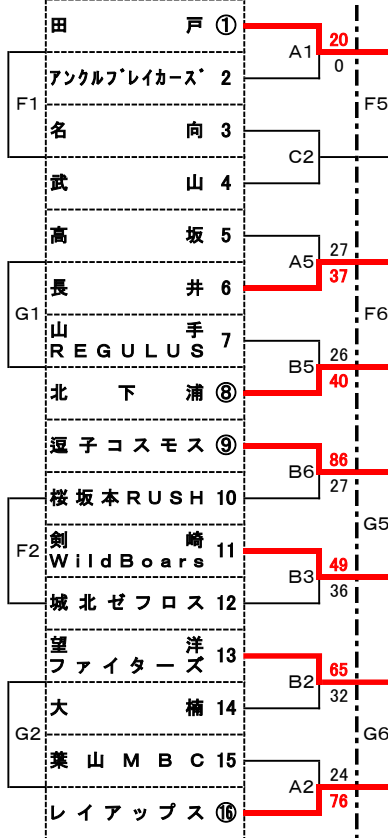 田戸 ①
アンクルブレイカーズ 2
名向 3
武山 4
高坂 5
長井 6
山手
REGULUS 7
北下浦 ⑧
逗子コスモス ⑨
桜坂本RUSH 10
剣崎
WildBoars 11
城北ゼフロス 12
望洋
ファイターズ 13
大楠 14
葉山MBC 15
レイアップス ⑯
F1
G1
F2
G2
A1 20
0
C2
A5 27
37
B5 26
40
B6 86
27
B3 49
36
B2 65
32
A2 24
76
F5
F6
G5
G6